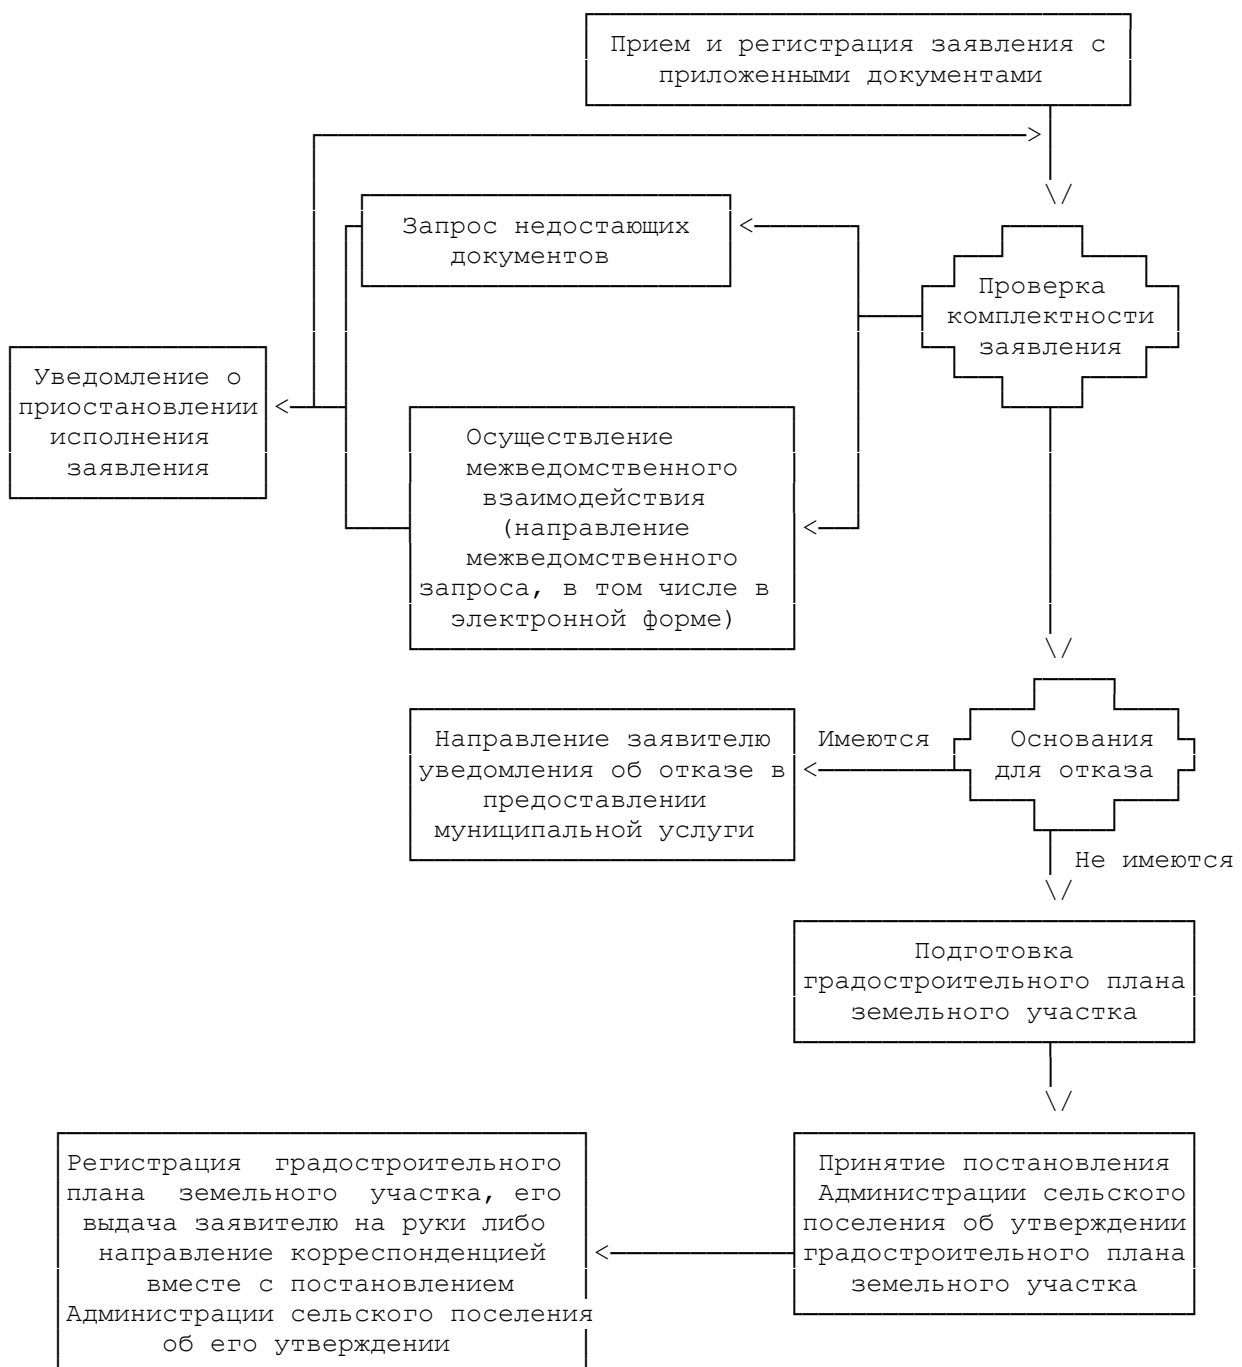 Прием и регистрация заявления с
приложенными документами
Запрос недостающих
документов
Проверка
комплектности
заявления
Уведомление о
приостановлении
исполнения
заявления
Осуществление
межведомственного
взаимодействия
(направление
межведомственного
запроса, в том числе в
электронной форме)
Направление заявителю
уведомления об отказе в
предоставлении
муниципальной услуги
Имеются
Основания
для отказа
Не имеются
Подготовка
градостроительного плана
земельного участка
Принятие постановления
Администрации сельского
поселения об утверждении
градостроительного плана
земельного участка
Регистрация градостроительного
плана земельного участка, его
выдача заявителю на руки либо
направление корреспонденцией
вместе с постановлением
Администрации сельского поселения
об его утверждении